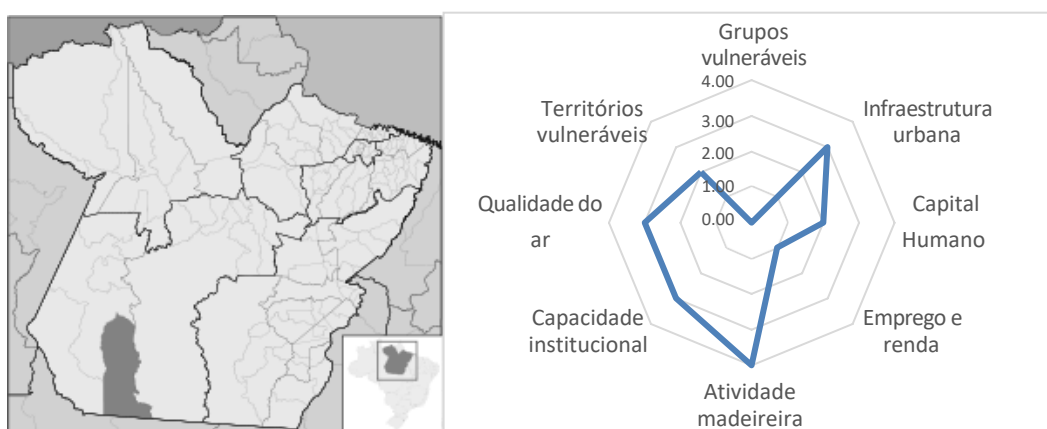 Grupos
vulneráveis
4.00
3.00
2.00
1.00
0.00
Infraestrutura
urbana
Capital
Humano
Emprego e
renda
Atividade
madeireira
Capacidade
institucional
Qualidade do
ar
Territórios
vulneráveis